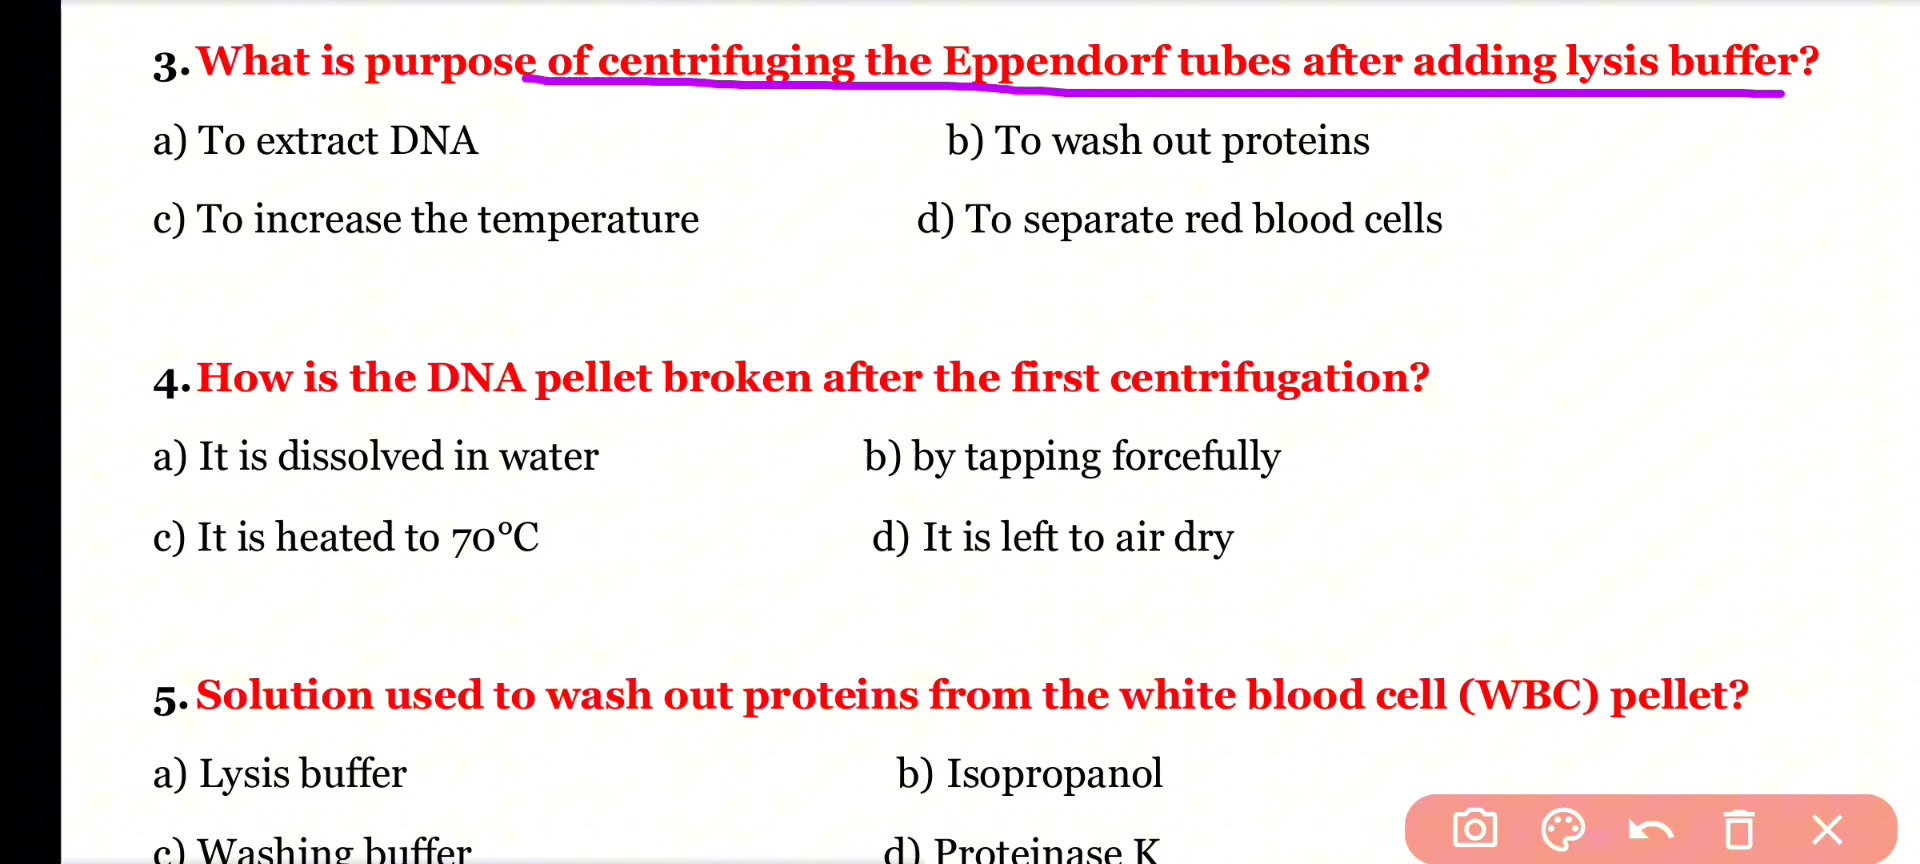 3. What is purpose of centrifuging the Eppendorf tubes after adding lysis buffer?
a) To extract DNA b) To wash out proteins
c) To increase the temperature d) To separate red blood cells
4. How is the DNA pellet broken after the first centrifugation?
a) It is dissolved in water b) by tapping forcefully
c) It is heated to 70°C d) It is left to air dry
5. Solution used to wash out proteins from the white blood cell (WBC) pellet?
a) Lysis buffer b) Isopropanol
c) Washing buffer d) Proteinase K